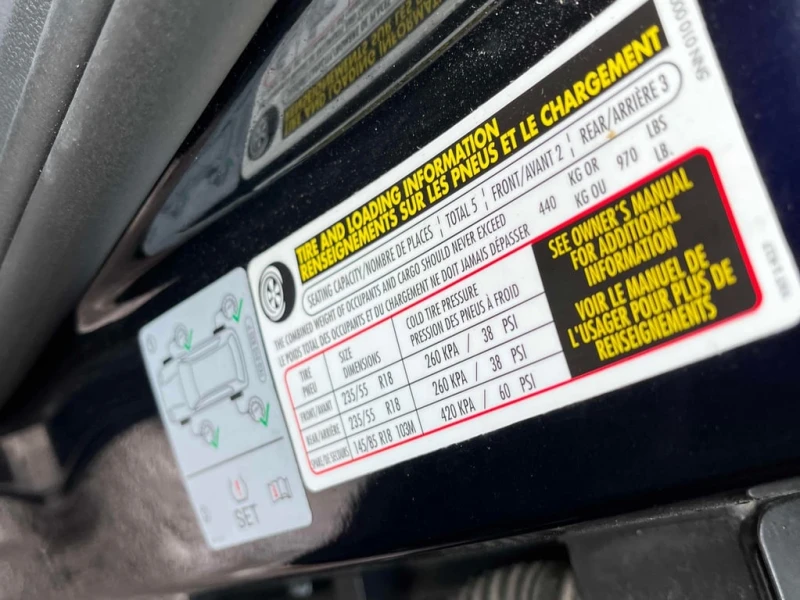 TIRE AND LOADING INFORMATION
RENSEIGNEMENTS SUR LES PNEUS ET LE CHARGEMENT
SEATING CAPACITY/NOMBRE DE PLACES TOTAL 5 FRONT/AVANT 2 REAR/ARRIÈRE 3
THE COMBINED WEIGHT OF OCCUPANTS AND CARGO SHOULD NEVER EXCEED 440 KG OR 970 LBS
LE POIDS TOTAL DES OCCUPANTS ET DU CHARGEMENT NE DOIT JAMAIS DÉPASSER KG OU LB.
TIRE SIZE COLD TIRE PRESSURE
PNEU DIMENSIONS PRESSION DES PNEUS À FROID
FRONT/AVANT 235/55 R18 260 KPA / 38 PSI
REAR/ARRIÈRE 235/55 R18 260 KPA / 38 PSI
145/85 R18 103M 420 KPA / 60 PSI
SEE OWNER'S MANUAL
FOR ADDITIONAL
INFORMATION
VOIR LE MANUEL DE
L'USAGER POUR PLUS DE
RENSEIGNEMENTS
SET